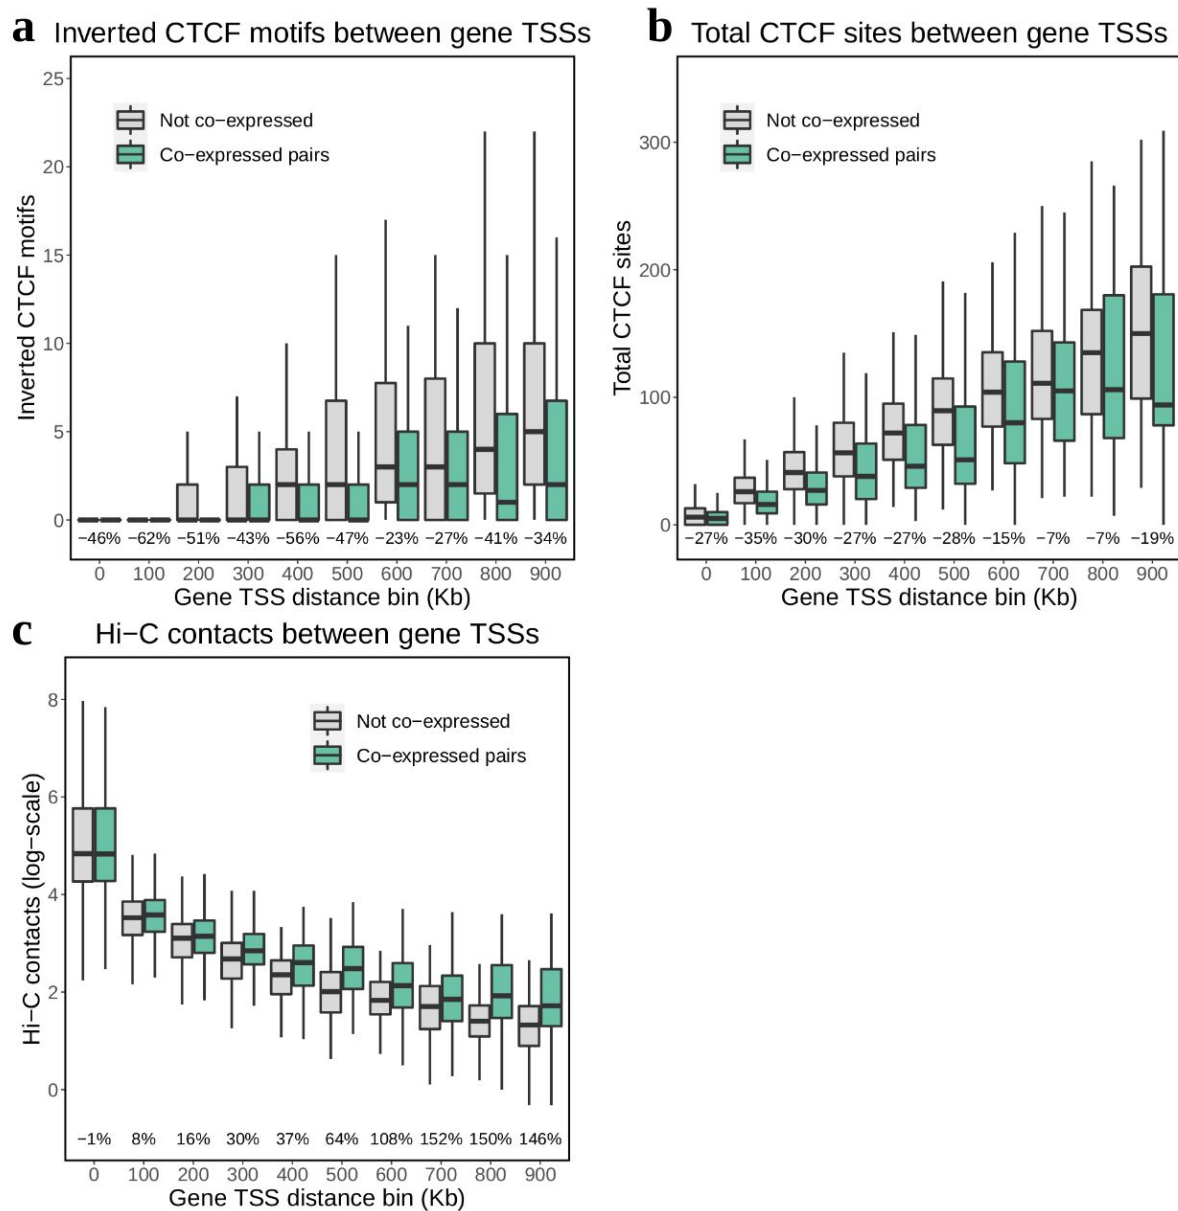 a Inverted CTCF motifs between gene TSSs
25
20
15
10
5
0
Inverted CTCF motifs
Not co−expressed
Co−expressed pairs
−46% −62% −51% −43% −56% −47% −23% −27% −41% −34%
0 100 200 300 400 500 600 700 800 900
Gene TSS distance bin (Kb)
b Total CTCF sites between gene TSSs
300
200
100
0
Total CTCF sites
Not co−expressed
Co−expressed pairs
−27% −35% −30% −27% −27% −28% −15% −7% −7% −19%
0 100 200 300 400 500 600 700 800 900
Gene TSS distance bin (Kb)
c Hi−C contacts between gene TSSs
8
6
4
2
0
Hi−C contacts (log−scale)
Not co−expressed
Co−expressed pairs
−1% 8% 16% 30% 37% 64% 108% 152% 150% 146%
0 100 200 300 400 500 600 700 800 900
Gene TSS distance bin (Kb)